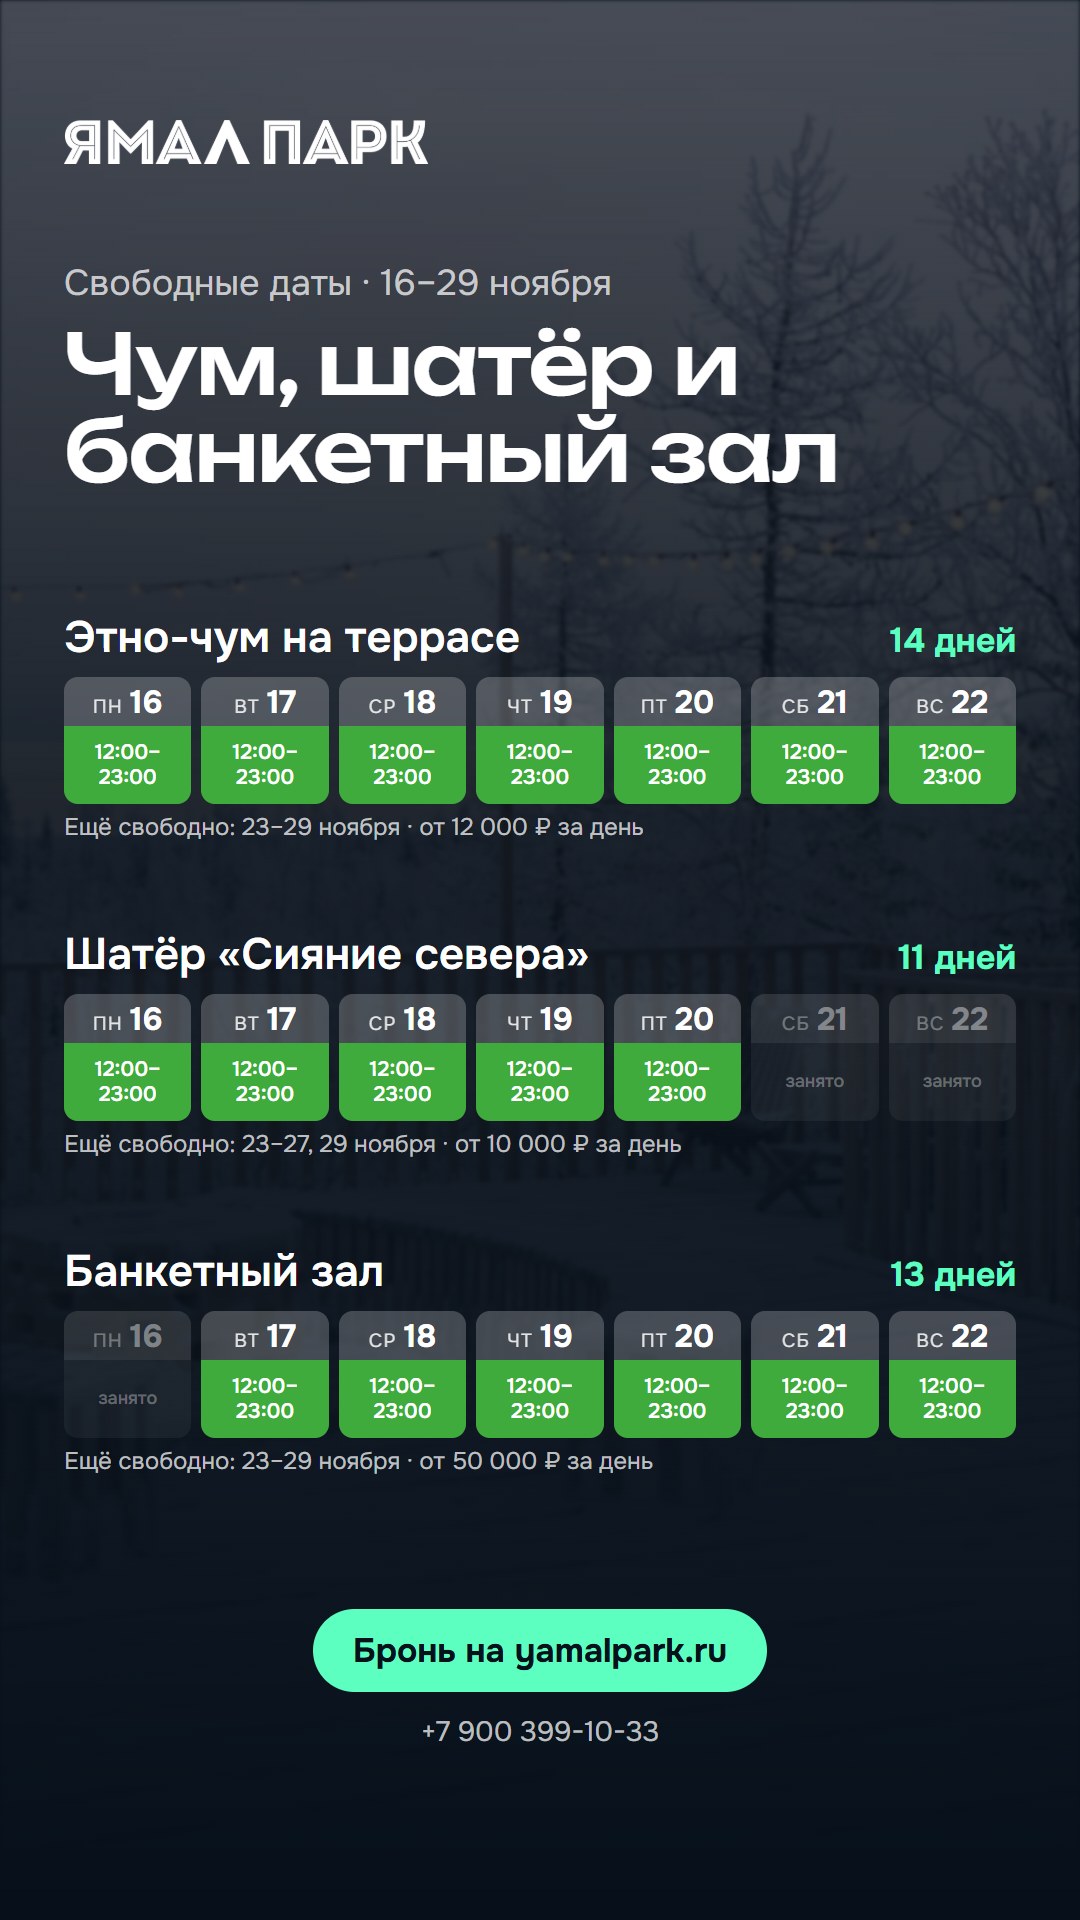 ЯМАЛ ПАРК
Свободные даты · 16–29 ноября
Чум, шатёр и
банкетный зал
Этно-чум на террасе
14 дней
ПН 16 ВТ 17 СР 18 ЧТ 19 ПТ 20 СБ 21 ВС 22
12:00– 12:00– 12:00– 12:00– 12:00– 12:00– 12:00–
23:00 23:00 23:00 23:00 23:00 23:00 23:00
Ещё свободно: 23–29 ноября · от 12 000 ₽ за день
Шатёр «Сияние севера»
11 дней
ПН 16 ВТ 17 СР 18 ЧТ 19 ПТ 20 СБ 21 ВС 22
12:00– 12:00– 12:00– 12:00– 12:00– занято занято
23:00 23:00 23:00 23:00 23:00
Ещё свободно: 23–27, 29 ноября · от 10 000 ₽ за день
Банкетный зал
13 дней
ПН 16 ВТ 17 СР 18 ЧТ 19 ПТ 20 СБ 21 ВС 22
занято 12:00– 12:00– 12:00– 12:00– 12:00– 12:00–
23:00 23:00 23:00 23:00 23:00 23:00
Ещё свободно: 23–29 ноября · от 50 000 ₽ за день
Бронь на yamalpark.ru
+7 900 399-10-33